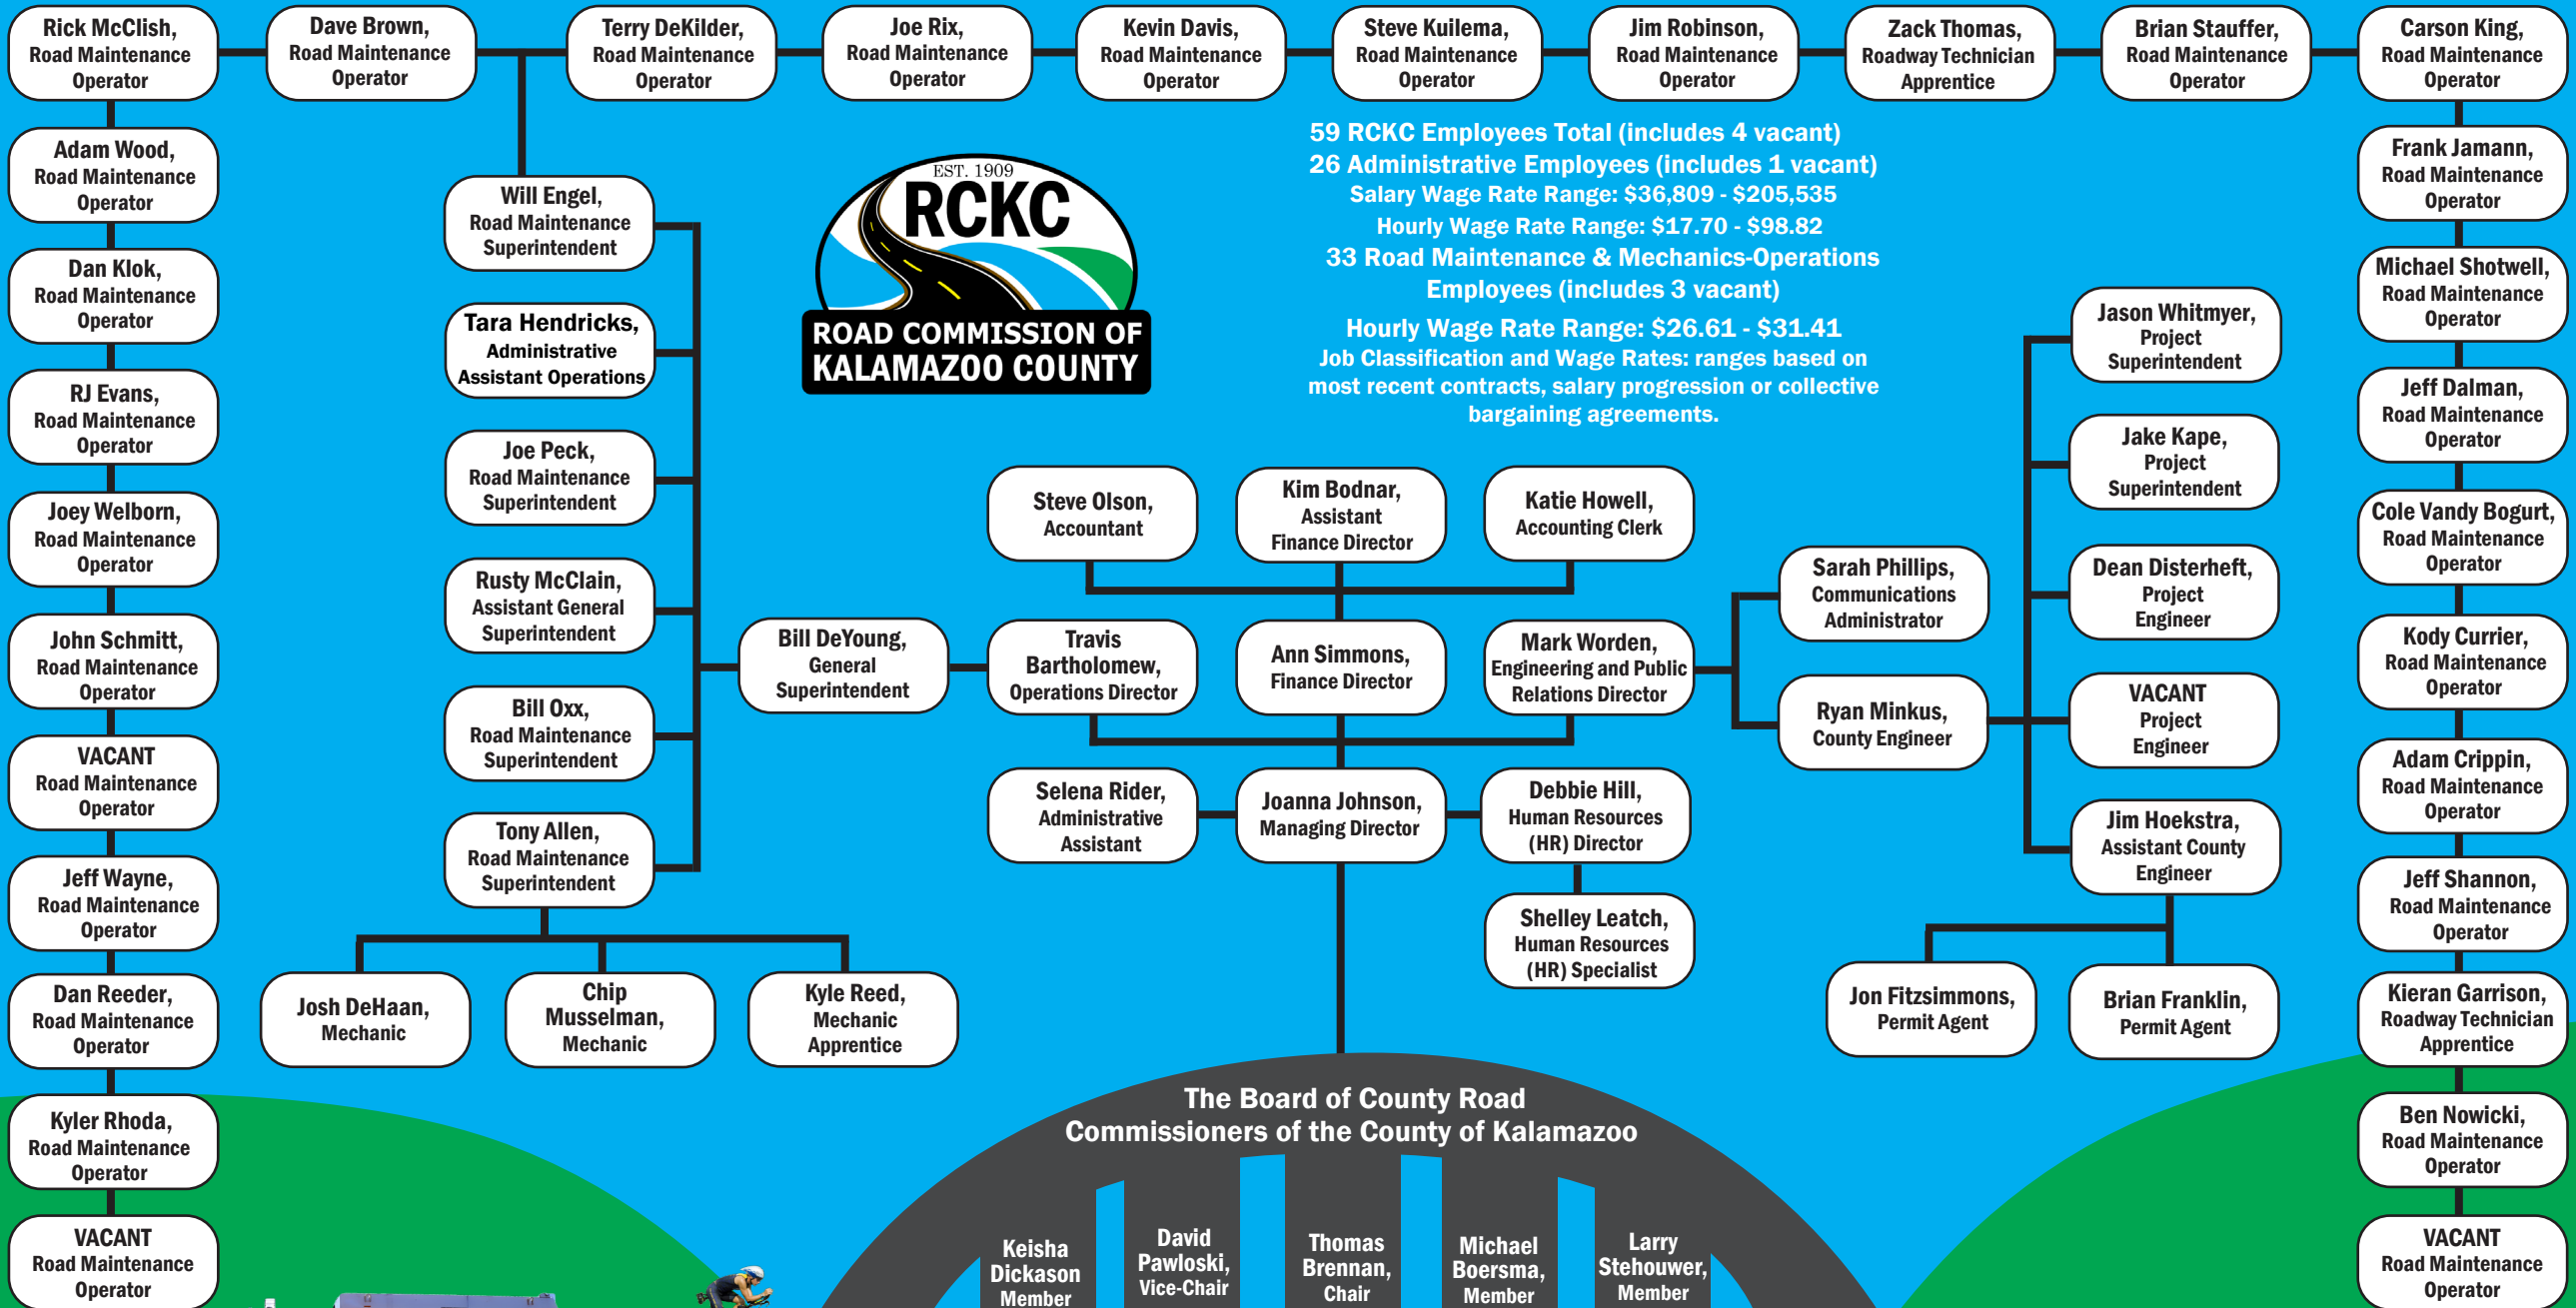 Rick McClish,
Road Maintenance
Operator
Dave Brown,
Road Maintenance
Operator
Terry DeKilder,
Road Maintenance
Operator
Joe Rix,
Road Maintenance
Operator
Kevin Davis,
Road Maintenance
Operator
Steve Kuilema,
Road Maintenance
Operator
Jim Robinson,
Road Maintenance
Operator
Zack Thomas,
Roadway Technician
Apprentice
Brian Stauffer,
Road Maintenance
Operator
Carson King,
Road Maintenance
Operator
Adam Wood,
Road Maintenance
Operator
Dan Klok,
Road Maintenance
Operator
RJ Evans,
Road Maintenance
Operator
Joey Welborn,
Road Maintenance
Operator
John Schmitt,
Road Maintenance
Operator
VACANT
Road Maintenance
Operator
Jeff Wayne,
Road Maintenance
Operator
Dan Reeder,
Road Maintenance
Operator
Kyler Rhoda,
Road Maintenance
Operator
VACANT
Road Maintenance
Operator
Will Engel,
Road Maintenance
Superintendent
Tara Hendricks,
Administrative
Assistant Operations
Joe Peck,
Road Maintenance
Superintendent
Rusty McClain,
Assistant General
Superintendent
Bill Oxx,
Road Maintenance
Superintendent
Tony Allen,
Road Maintenance
Superintendent
Josh DeHaan,
Mechanic
Chip
Musselman,
Mechanic
Kyle Reed,
Mechanic
Apprentice
Bill DeYoung,
General
Superintendent
EST. 1909
RCKC
ROAD COMMISSION OF
KALAMAZOO COUNTY
59 RCKC Employees Total (includes 4 vacant)
26 Administrative Employees (includes 1 vacant)
Salary Wage Rate Range: $36,809 - $205,535
Hourly Wage Rate Range: $17.70 - $98.82
33 Road Maintenance & Mechanics-Operations
Employees (includes 3 vacant)
Hourly Wage Rate Range: $26.61 - $31.41
Job Classification and Wage Rates: ranges based on
most recent contracts, salary progression or collective
bargaining agreements.
Steve Olson,
Accountant
Kim Bodnar,
Assistant
Finance Director
Katie Howell,
Accounting Clerk
Travis
Bartholomew,
Operations Director
Ann Simmons,
Finance Director
Mark Worden,
Engineering and Public
Relations Director
Selena Rider,
Administrative
Assistant
Joanna Johnson,
Managing Director
Debbie Hill,
Human Resources
(HR) Director
Shelley Leatch,
Human Resources
(HR) Specialist
Sarah Phillips,
Communications
Administrator
Ryan Minkus,
County Engineer
Jason Whitmyer,
Project
Superintendent
Jake Kape,
Project
Superintendent
Dean Disterheft,
Project
Engineer
VACANT
Project
Engineer
Jim Hoekstra,
Assistant County
Engineer
Jon Fitzsimmons,
Permit Agent
Brian Franklin,
Permit Agent
Frank Jamann,
Road Maintenance
Operator
Michael Shotwell,
Road Maintenance
Operator
Jeff Dalman,
Road Maintenance
Operator
Cole Vandy Bogurt,
Road Maintenance
Operator
Kody Currier,
Road Maintenance
Operator
Adam Crippin,
Road Maintenance
Operator
Jeff Shannon,
Road Maintenance
Operator
Kieran Garrison,
Roadway Technician
Apprentice
Ben Nowicki,
Road Maintenance
Operator
VACANT
Road Maintenance
Operator
The Board of County Road
Commissioners of the County of Kalamazoo
Keisha
Dickason
Member
David
Pawloski,
Vice-Chair
Thomas
Brennan,
Chair
Michael
Boersma,
Member
Larry
Stehouwer,
Member